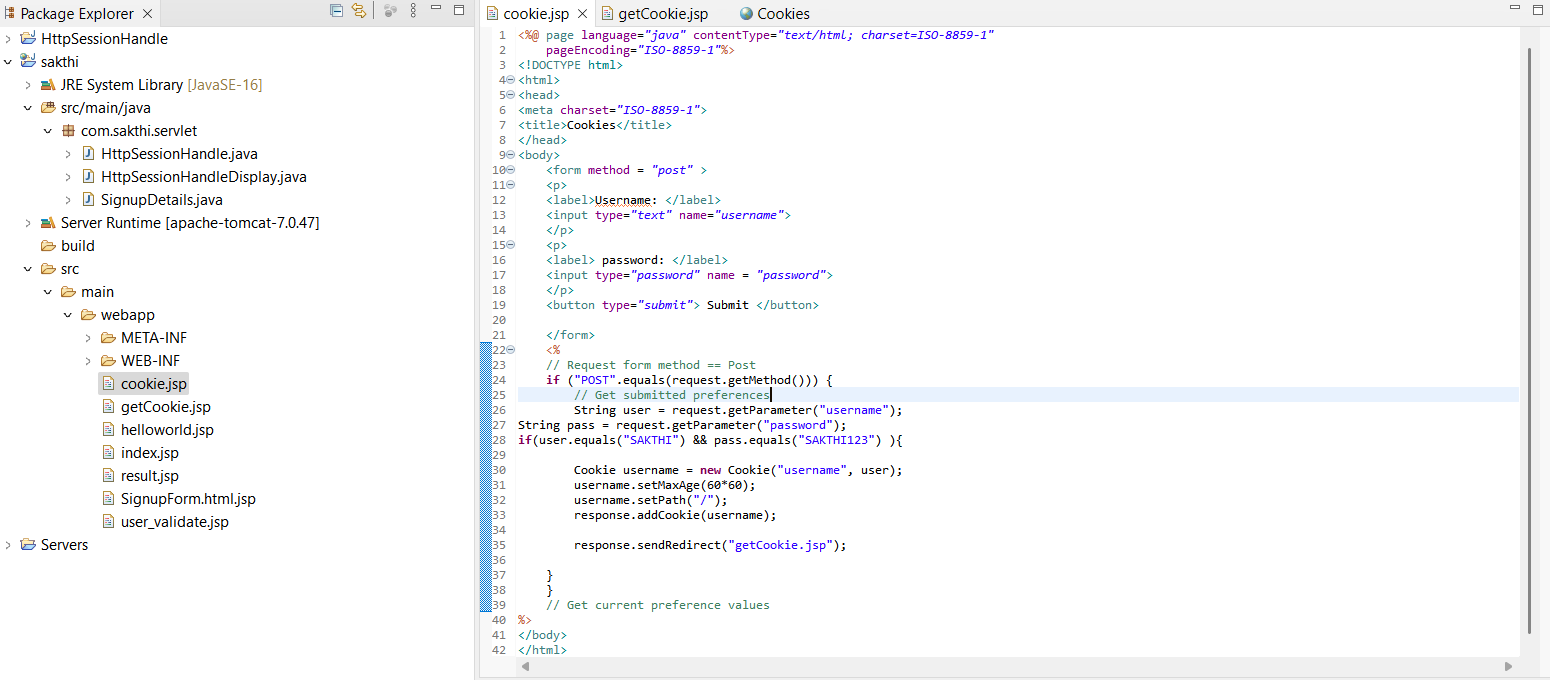 Package Explorer
HttpSessionHandle
sakthi
JRE System Library [JavaSE-16]
src/main/java
com.sakthi.servlet
HttpSessionHandle.java
HttpSessionHandleDisplay.java
SignupDetails.java
Server Runtime [apache-tomcat-7.0.47]
build
src
main
webapp
META-INF
WEB-INF
cookie.jsp
getCookie.jsp
helloworld.jsp
index.jsp
result.jsp
SignupForm.html.jsp
user_validate.jsp
Servers
cookie.jsp getCookie.jsp Cookies
1 <%@ page language="java" contentType="text/html; charset=ISO-8859-1"
2     pageEncoding="ISO-8859-1"%>
3 <!DOCTYPE html>
4 <html>
5 <head>
6 <meta charset="ISO-8859-1">
7 <title>Cookies</title>
8 </head>
9 <body>
10     <form method = "post" >
11     <p>
12     <label>Username: </label>
13     <input type="text" name="username">
14     </p>
15     <p>
16     <label> password: </label>
17     <input type="password" name = "password">
18     </p>
19     <button type="submit"> Submit </button>
20
21     </form>
22     <%
23     // Request form method == Post
24     if ("POST".equals(request.getMethod())) {
25         // Get submitted preferences
26         String user = request.getParameter("username");
27 String pass = request.getParameter("password");
28 if(user.equals("SAKTHI") && pass.equals("SAKTHI123") ){
29
30         Cookie username = new Cookie("username", user);
31         username.setMaxAge(60*60);
32         username.setPath("/");
33         response.addCookie(username);
34
35         response.sendRedirect("getCookie.jsp");
36
37     }
38     }
39     // Get current preference values
40 %>
41 </body>
42 </html>